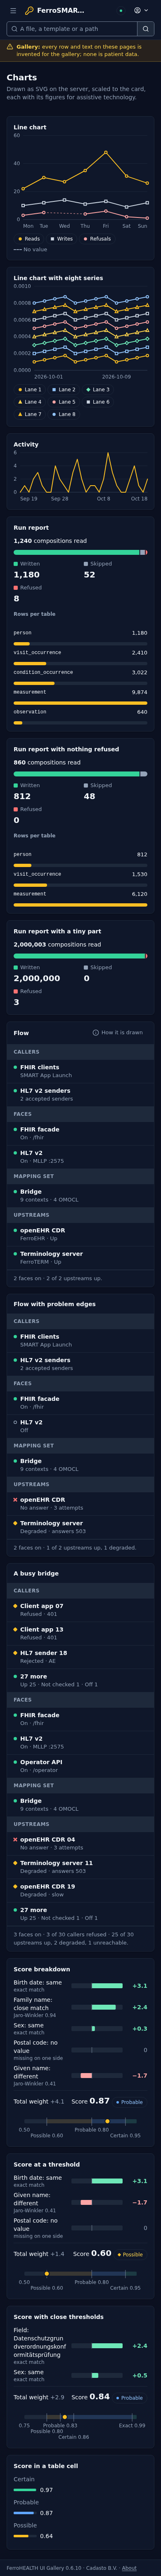 FerroSMAR...
A file, a template or a path
Gallery: every row and text on these pages is
invented for the gallery; none is patient data.
Charts
Drawn as SVG on the server, scaled to the card,
each with its figures for assistive technology.
Line chart
60
40
20
0
Mon Tue Wed Thu Fri Sat Sun
Reads Writes Refusals
No value
Line chart with eight series
0.0010
0.0008
0.0006
0.0004
0.0002
0.0000
2026-10-01 2026-10-09
Lane 1 Lane 2 Lane 3
Lane 4 Lane 5 Lane 6
Lane 7 Lane 8
Activity
6
4
2
0
Sep 19 Sep 28 Oct 8 Oct 18
Run report
1,240 compositions read
Written Skipped
1,180 52
Refused
8
Rows per table
person 1,180
visit_occurrence 2,410
condition_occurrence 3,022
measurement 9,874
observation 640
Run report with nothing refused
860 compositions read
Written Skipped
812 48
Refused
0
Rows per table
person 812
visit_occurrence 1,530
measurement 6,120
Run report with a tiny part
2,000,003 compositions read
Written Skipped
2,000,000 0
Refused
3
Flow How it is drawn
CALLERS
FHIR clients
SMART App Launch
HL7 v2 senders
2 accepted senders
FACES
FHIR facade
On · /fhir
HL7 v2
On · MLLP :2575
MAPPING SET
Bridge
9 contexts · 4 OMOCL
UPSTREAMS
openEHR CDR
FerroEHR · Up
Terminology server
FerroTERM · Up
2 faces on · 2 of 2 upstreams up.
Flow with problem edges
CALLERS
FHIR clients
SMART App Launch
HL7 v2 senders
2 accepted senders
FACES
FHIR facade
On · /fhir
HL7 v2
Off
MAPPING SET
Bridge
9 contexts · 4 OMOCL
UPSTREAMS
openEHR CDR
No answer · 3 attempts
Terminology server
Degraded · answers 503
2 faces on · 1 of 2 upstreams up, 1 degraded.
A busy bridge
CALLERS
Client app 07
Refused · 401
Client app 13
Refused · 401
HL7 sender 18
Rejected · AE
27 more
Up 25 · Not checked 1 · Off 1
FACES
FHIR facade
On · /fhir
HL7 v2
On · MLLP :2575
Operator API
On · /operator
MAPPING SET
Bridge
9 contexts · 4 OMOCL
UPSTREAMS
openEHR CDR 04
No answer · 3 attempts
Terminology server 11
Degraded · answers 503
openEHR CDR 19
Degraded · slow
27 more
Up 25 · Not checked 1 · Off 1
3 faces on · 3 of 30 callers refused · 25 of 30
upstreams up, 2 degraded, 1 unreachable.
Score breakdown
Birth date: same
exact match
+3.1
Family name:
close match
Jaro-Winkler 0.94
+2.4
Sex: same
exact match
+0.3
Postal code: no
value
missing on one side
0
Given name:
different
Jaro-Winkler 0.41
−1.7
Total weight +4.1 Score 0.87 Probable
0.50 Probable 0.80
Possible 0.60 Certain 0.95
Score at a threshold
Birth date: same
exact match
+3.1
Given name:
different
Jaro-Winkler 0.41
−1.7
Postal code: no
value
missing on one side
0
Total weight +1.4 Score 0.60 Possible
0.50 Probable 0.80
Possible 0.60 Certain 0.95
Score with close thresholds
Field:
Datenschutzgrun
dverordnungskonf
ormitätsprüfung
exact match
+2.4
Sex: same
exact match
+0.5
Total weight +2.9 Score 0.84 Probable
0.75 Probable 0.83 Exact 0.99
Possible 0.80
Certain 0.86
Score in a table cell
Certain
0.97
Probable
0.87
Possible
0.64
FerroHEALTH UI Gallery 0.6.10 · Cadasto B.V. · About